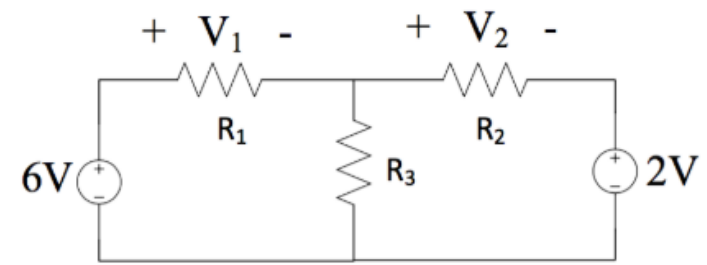 + V₁ - + V₂ -
R₁ R₂
6V + - R₃ + - 2V